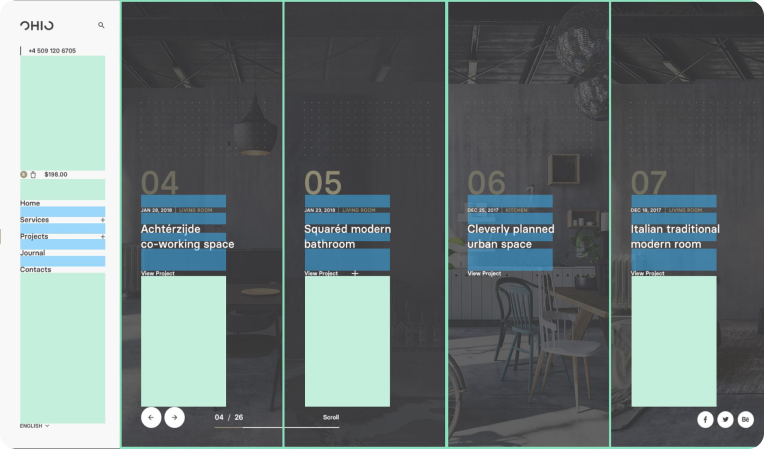 OHIO
+4 509 120 6705
$198.00
Home
Services +
Projects +
Journal
Contacts
ENGLISH
04
JAN 28, 2018 | LIVING ROOM
Achtérzijde
co-working space
View Project
05
JAN 23, 2018 | LIVING ROOM
Squaréd modern
bathroom
View Project +
06
DEC 25, 2017 | KITCHEN
Cleverly planned
urban space
View Project
07
DEC 18, 2017 | LIVING ROOM
Italian traditional
modern room
View Project
04 / 26
Scroll
f
Bē